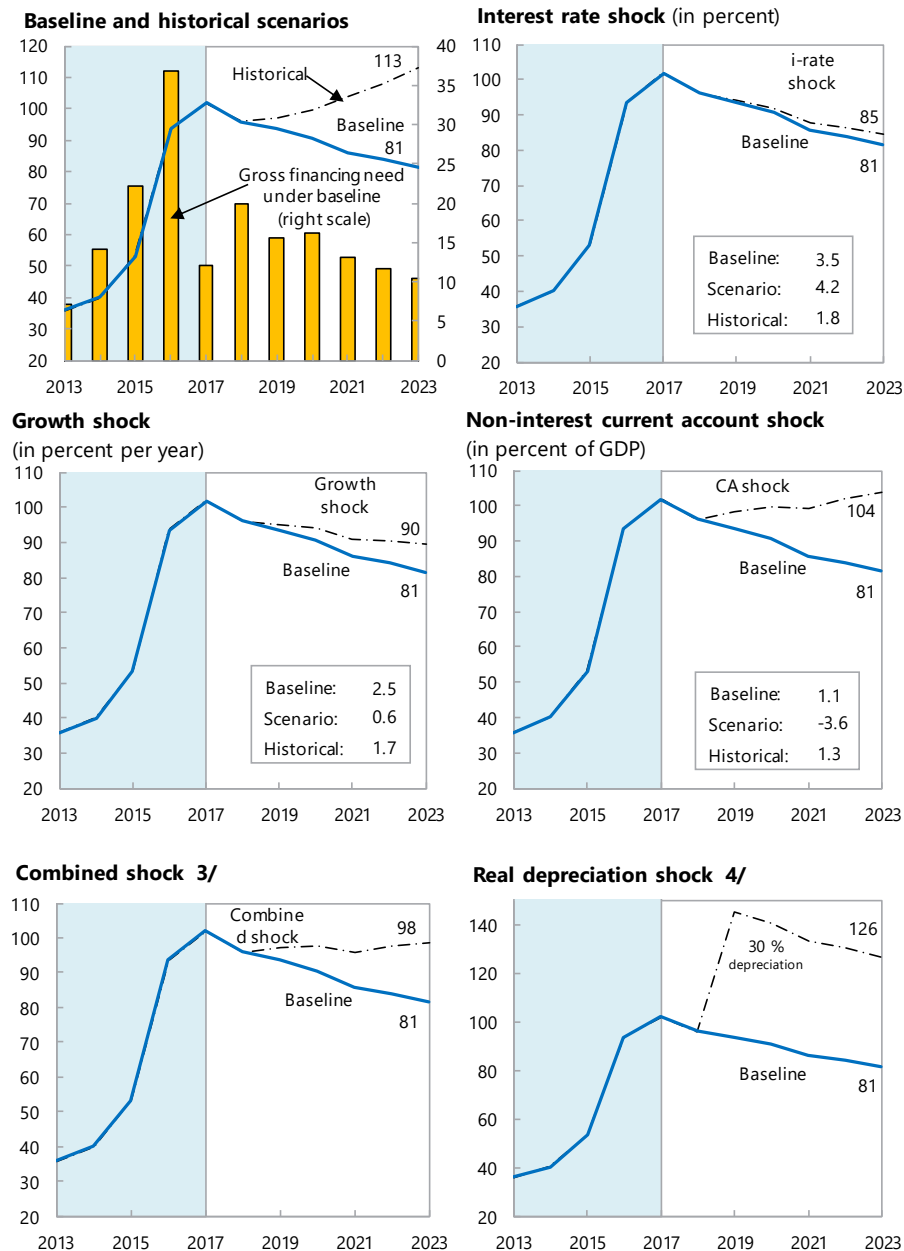 Baseline and historical scenarios
120
110
100
90
80
70
60
50
40
30
20
40
35
30
25
20
15
10
5
0
Historical
113
Baseline
81
Gross financing need
under baseline
(right scale)
2013 2015 2017 2019 2021 2023
Interest rate shock (in percent)
110
100
90
80
70
60
50
40
30
20
i-rate
shock
85
Baseline
81
Baseline: 3.5
Scenario: 4.2
Historical: 1.8
2013 2015 2017 2019 2021 2023
Growth shock
(in percent per year)
110
100
90
80
70
60
50
40
30
20
Growth
shock
90
Baseline
81
Baseline: 2.5
Scenario: 0.6
Historical: 1.7
2013 2015 2017 2019 2021 2023
Non-interest current account shock
(in percent of GDP)
110
100
90
80
70
60
50
40
30
20
CA shock
104
Baseline
81
Baseline: 1.1
Scenario: -3.6
Historical: 1.3
2013 2015 2017 2019 2021 2023
Combined shock 3/
110
100
90
80
70
60
50
40
30
20
Combine
d shock
98
Baseline
81
2013 2015 2017 2019 2021 2023
Real depreciation shock 4/
140
120
100
80
60
40
20
126
30 %
depreciation
Baseline
81
2013 2015 2017 2019 2021 2023